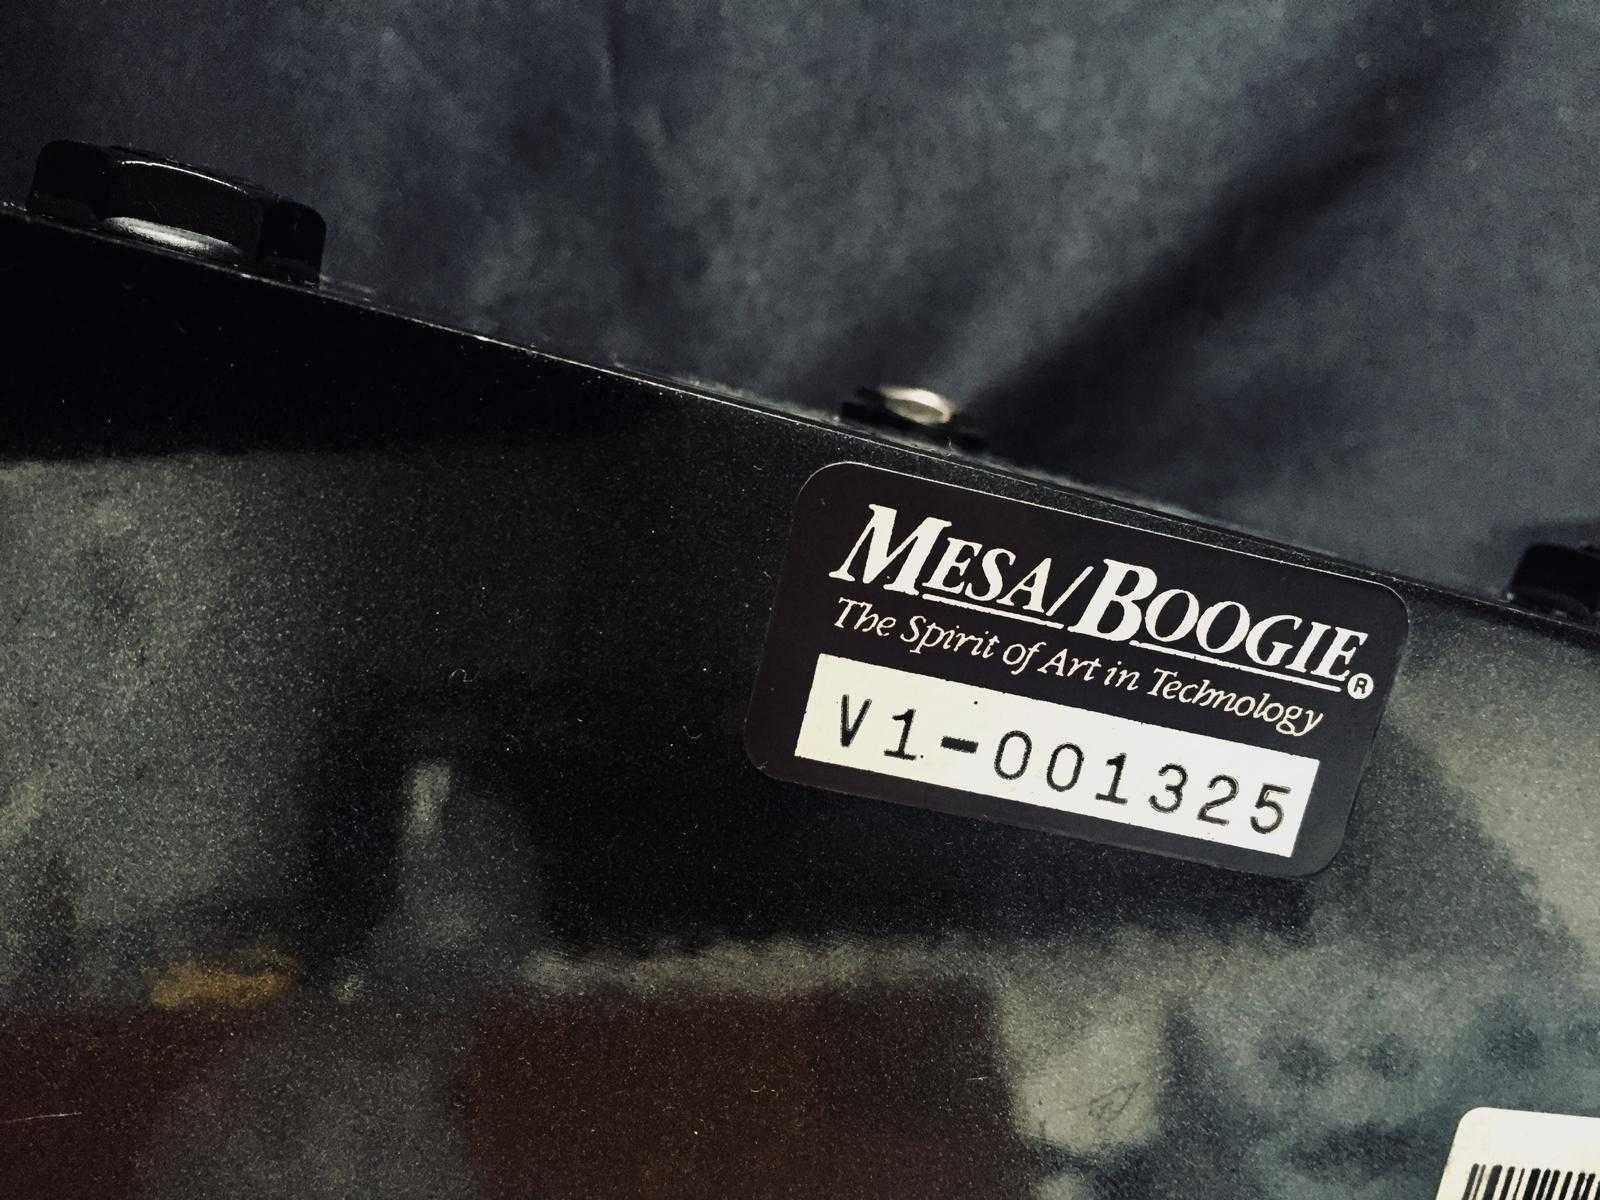 MESA/BOOGIE®
The Spirit of Art in Technology
V1-001325